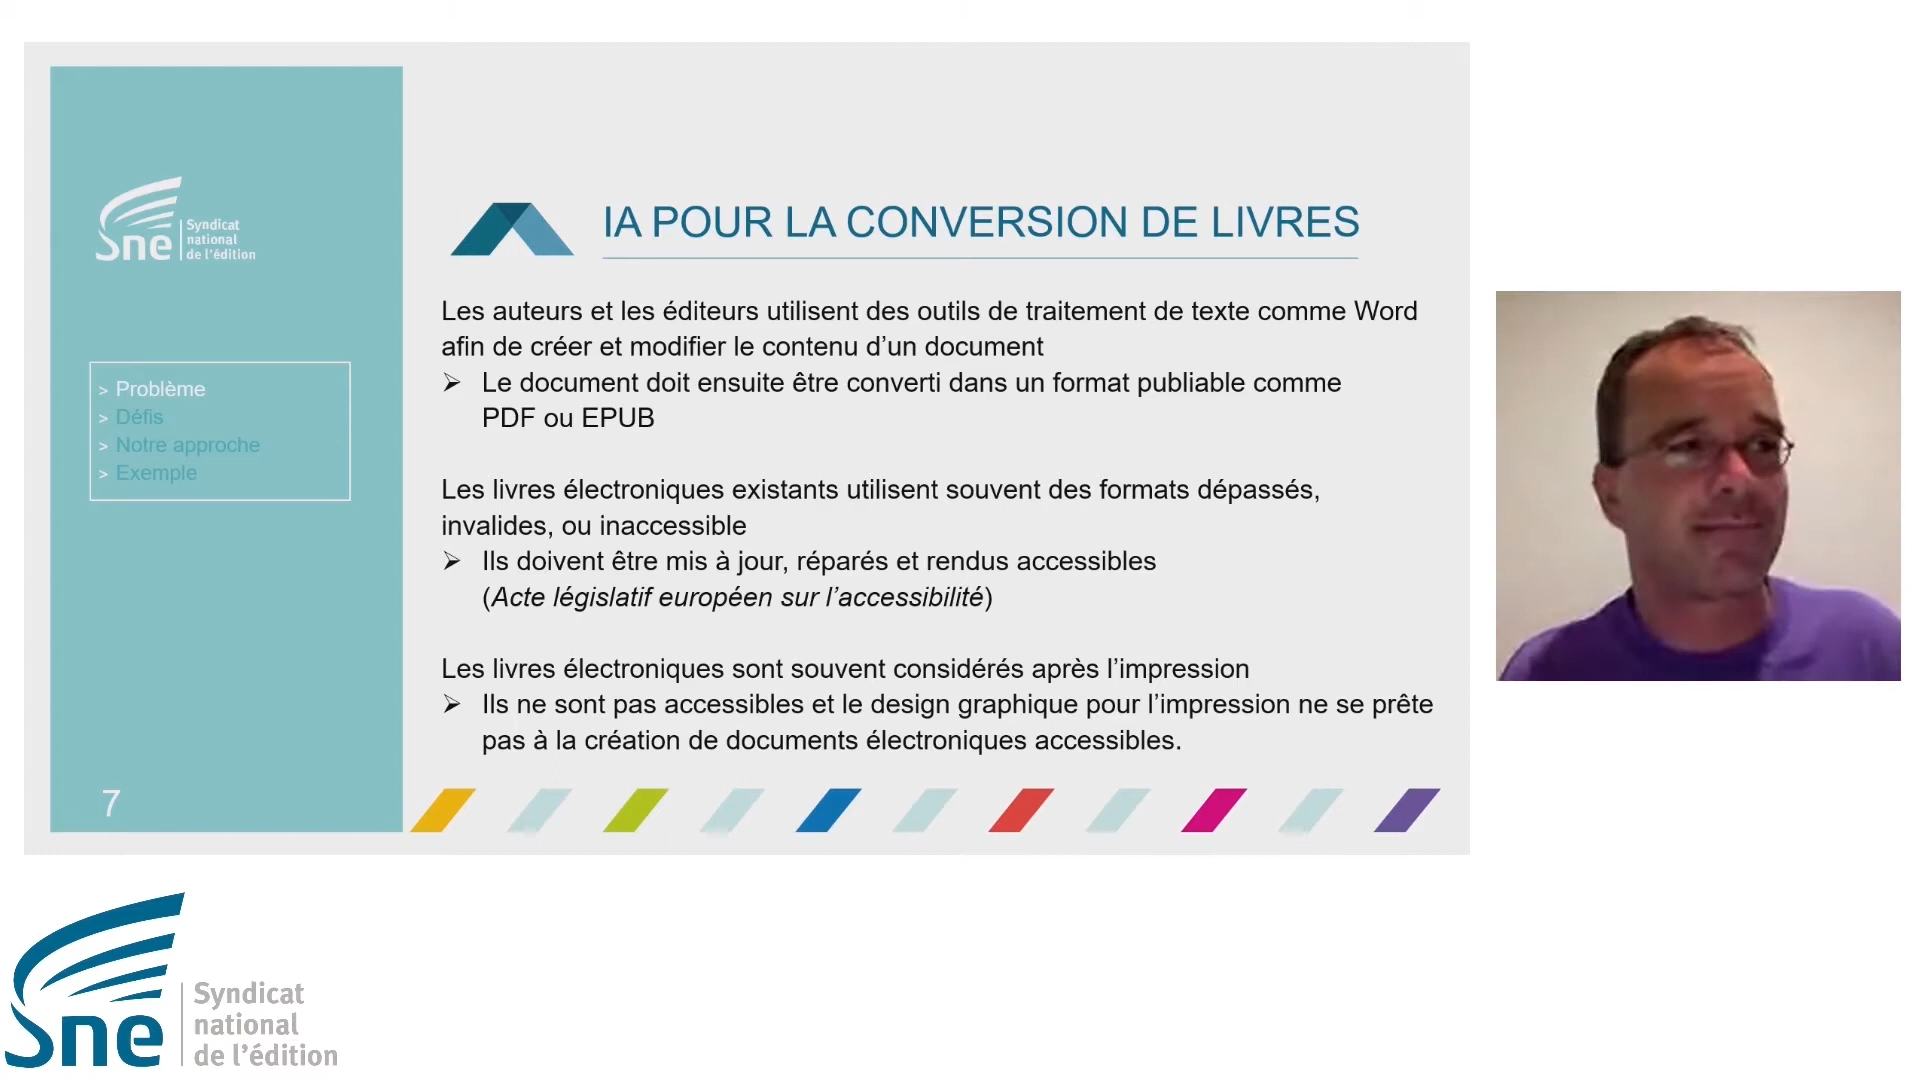 Sne
Syndicat
national
de l'édition
> Problème
> Défis
> Notre approche
> Exemple
7
IA POUR LA CONVERSION DE LIVRES
Les auteurs et les éditeurs utilisent des outils de traitement de texte comme Word
afin de créer et modifier le contenu d’un document
➢ Le document doit ensuite être converti dans un format publiable comme
PDF ou EPUB
Les livres électroniques existants utilisent souvent des formats dépassés,
invalides, ou inaccessible
➢ Ils doivent être mis à jour, réparés et rendus accessibles
(Acte législatif européen sur l’accessibilité)
Les livres électroniques sont souvent considérés après l’impression
➢ Ils ne sont pas accessibles et le design graphique pour l’impression ne se prête
pas à la création de documents électroniques accessibles.
Sne
Syndicat
national
de l'édition